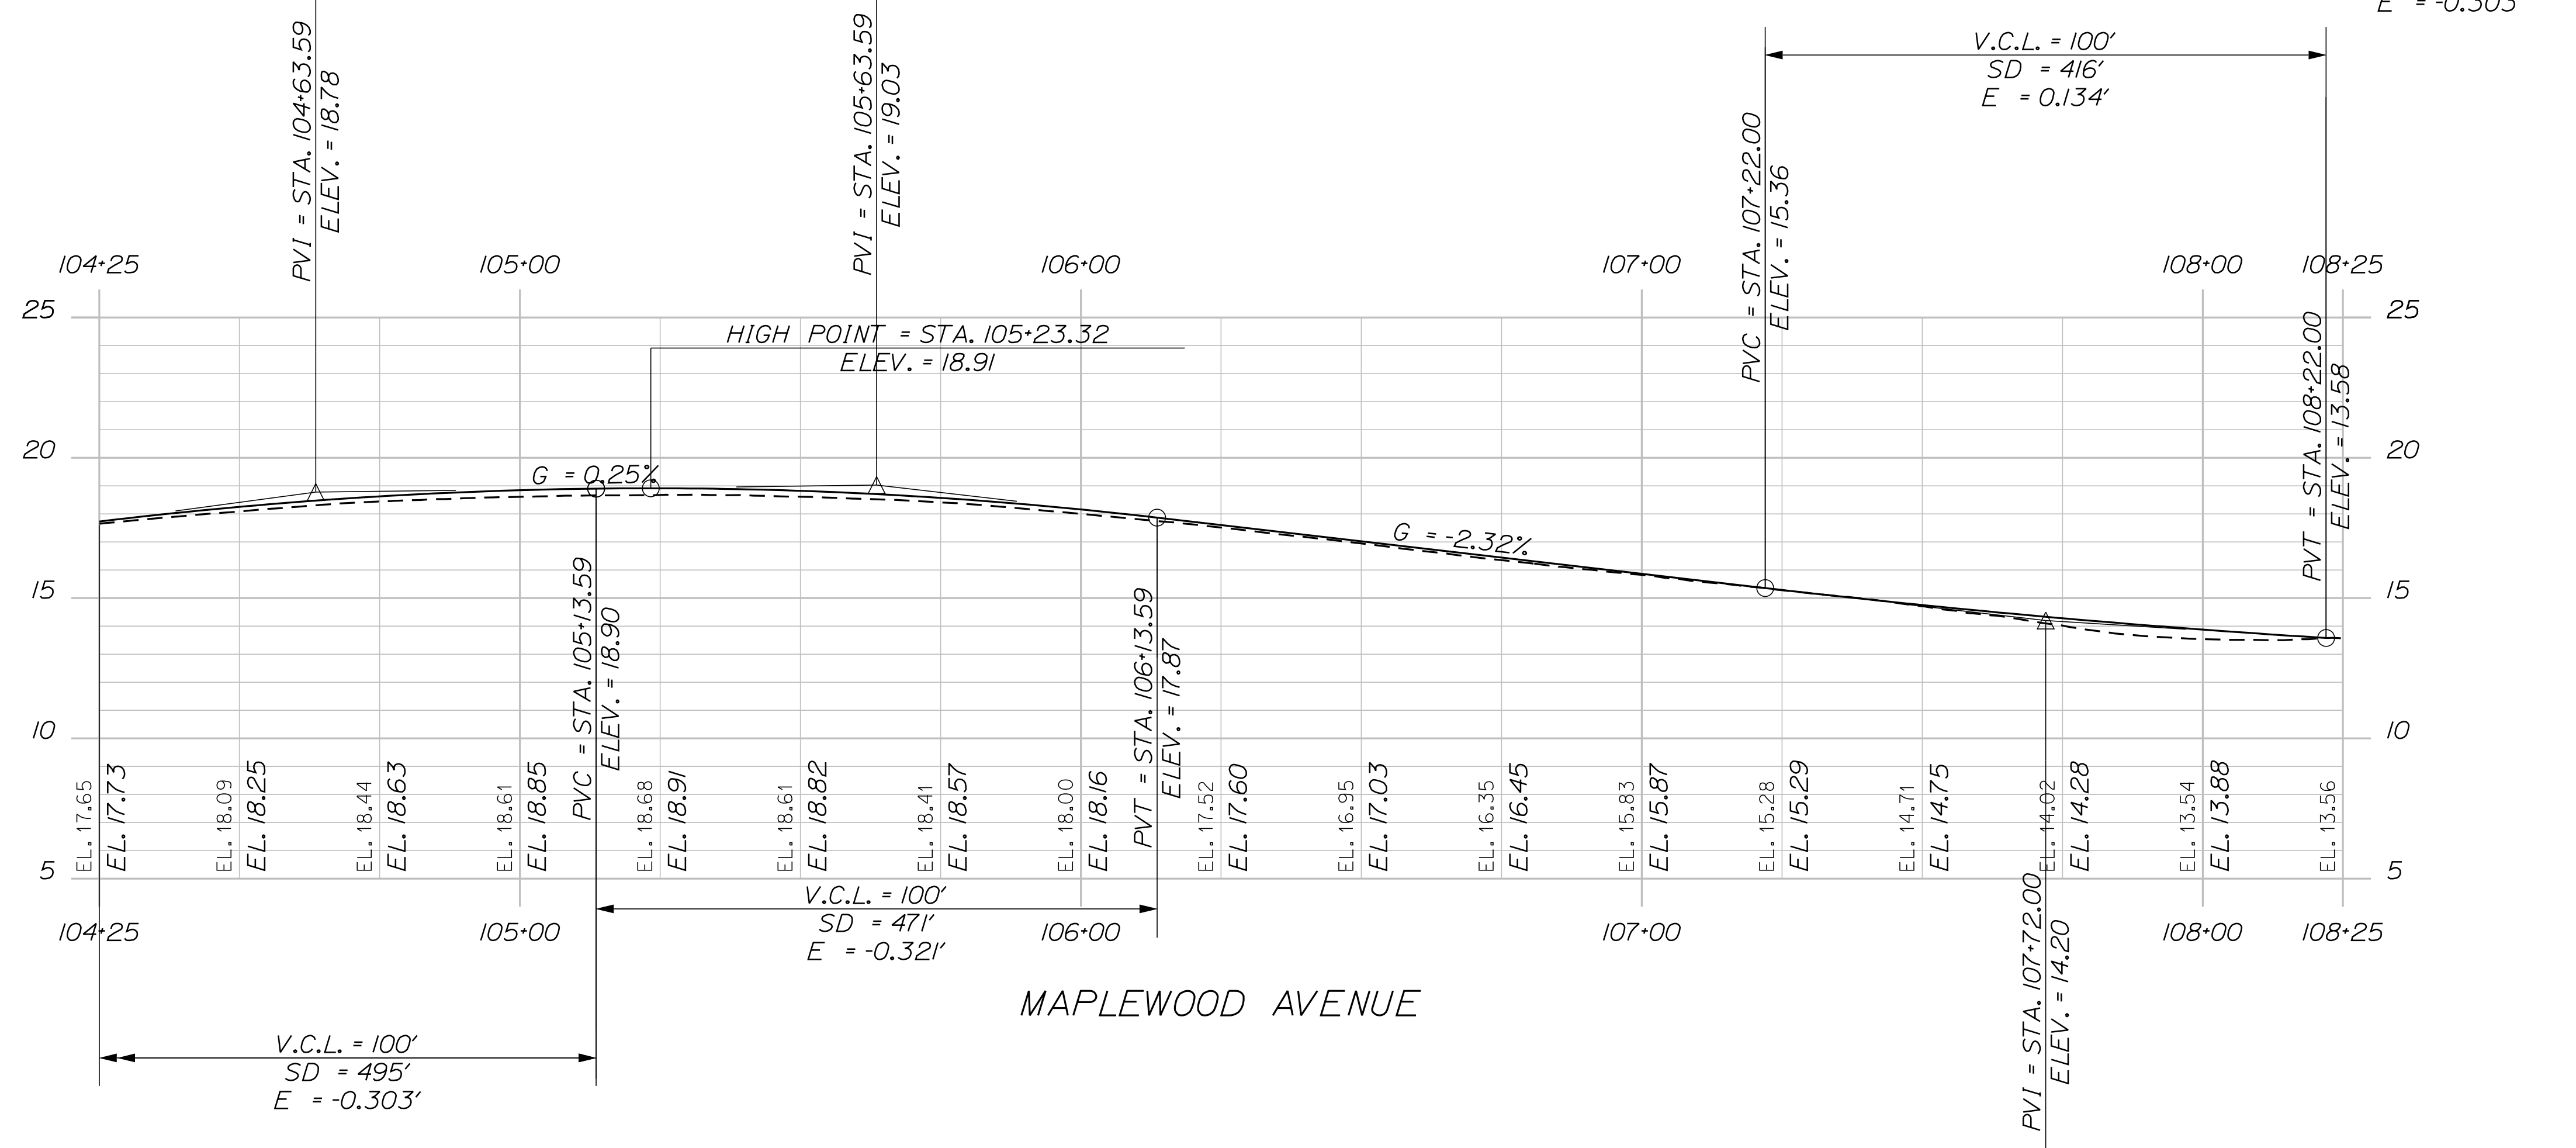 E = -0.303
V.C.L. = 100'
SD = 416'
E = 0.134'
PVI = STA. 104+63.59
ELEV. = 18.78
PVI = STA. 105+63.59
ELEV. = 19.03
PVC = STA. 107+22.00
ELEV. = 15.36
104+25
105+00
106+00
107+00
108+00
108+25
25
25
HIGH POINT = STA. 105+23.32
ELEV. = 18.91
PVT = STA. 108+22.00
ELEV. = 13.58
20
20
G = 0.25%
G = -2.32%
15
15
PVC = STA. 105+13.59
ELEV. = 18.90
PVT = STA. 106+13.59
ELEV. = 17.87
10
10
EL. 17.65
EL. 17.73
EL. 18.09
EL. 18.25
EL. 18.44
EL. 18.63
EL. 18.61
EL. 18.85
EL. 18.68
EL. 18.91
EL. 18.61
EL. 18.82
EL. 18.41
EL. 18.57
EL. 18.00
EL. 18.16
EL. 17.52
EL. 17.60
EL. 16.95
EL. 17.03
EL. 16.35
EL. 16.45
EL. 15.83
EL. 15.87
EL. 15.28
EL. 15.29
EL. 14.71
EL. 14.75
EL. 14.02
EL. 14.28
EL. 13.54
EL. 13.88
EL. 13.56
5
5
V.C.L. = 100'
SD = 471'
E = -0.321'
104+25
105+00
106+00
107+00
108+00
108+25
PVI = STA. 107+72.00
ELEV. = 14.20
MAPLEWOOD AVENUE
V.C.L. = 100'
SD = 495'
E = -0.303'